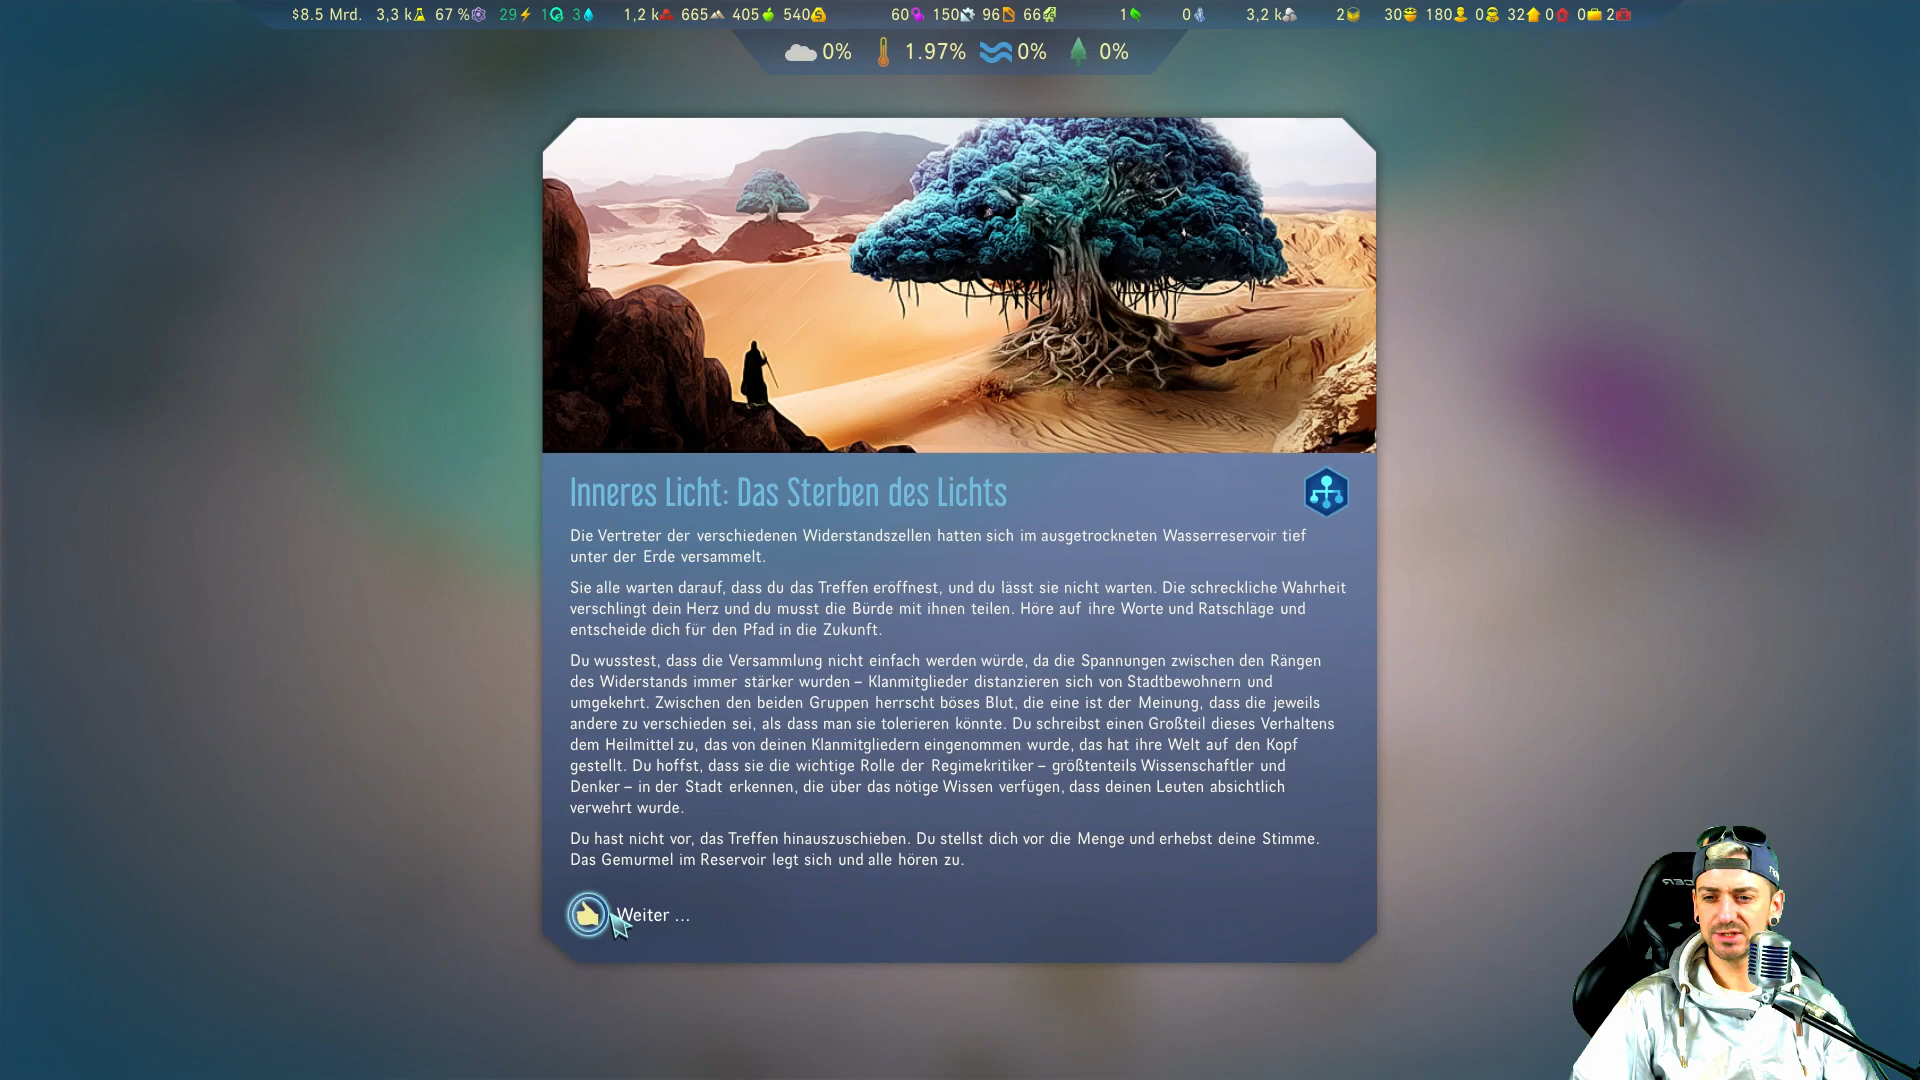 $8.5 Mrd. 3,3 k 67 % 29 1 3 1,2 k 665 405 540 60 150 96 66 1 0 3,2 k 2 30 180 0 32 0 0 2
0% 1.97% 0% 0%
Inneres Licht: Das Sterben des Lichts
Die Vertreter der verschiedenen Widerstandszellen hatten sich im ausgetrockneten Wasserreservoir tief
unter der Erde versammelt.
Sie alle warten darauf, dass du das Treffen eröffnest, und du lässt sie nicht warten. Die schreckliche Wahrheit
verschlingt dein Herz und du musst die Bürde mit ihnen teilen. Höre auf ihre Worte und Ratschläge und
entscheide dich für den Pfad in die Zukunft.
Du wusstest, dass die Versammlung nicht einfach werden würde, da die Spannungen zwischen den Rängen
des Widerstands immer stärker wurden – Klanmitglieder distanzieren sich von Stadtbewohnern und
umgekehrt. Zwischen den beiden Gruppen herrscht böses Blut, die eine ist der Meinung, dass die jeweils
andere zu verschieden sei, als dass man sie tolerieren könnte. Du schreibst einen Großteil dieses Verhaltens
dem Heilmittel zu, das von deinen Klanmitgliedern eingenommen wurde, das hat ihre Welt auf den Kopf
gestellt. Du hoffst, dass sie die wichtige Rolle der Regimekritiker – größtenteils Wissenschaftler und
Denker – in der Stadt erkennen, die über das nötige Wissen verfügen, dass deinen Leuten absichtlich
verwehrt wurde.
Du hast nicht vor, das Treffen hinauszuschieben. Du stellst dich vor die Menge und erhebst deine Stimme.
Das Gemurmel im Reservoir legt sich und alle hören zu.
Weiter ...